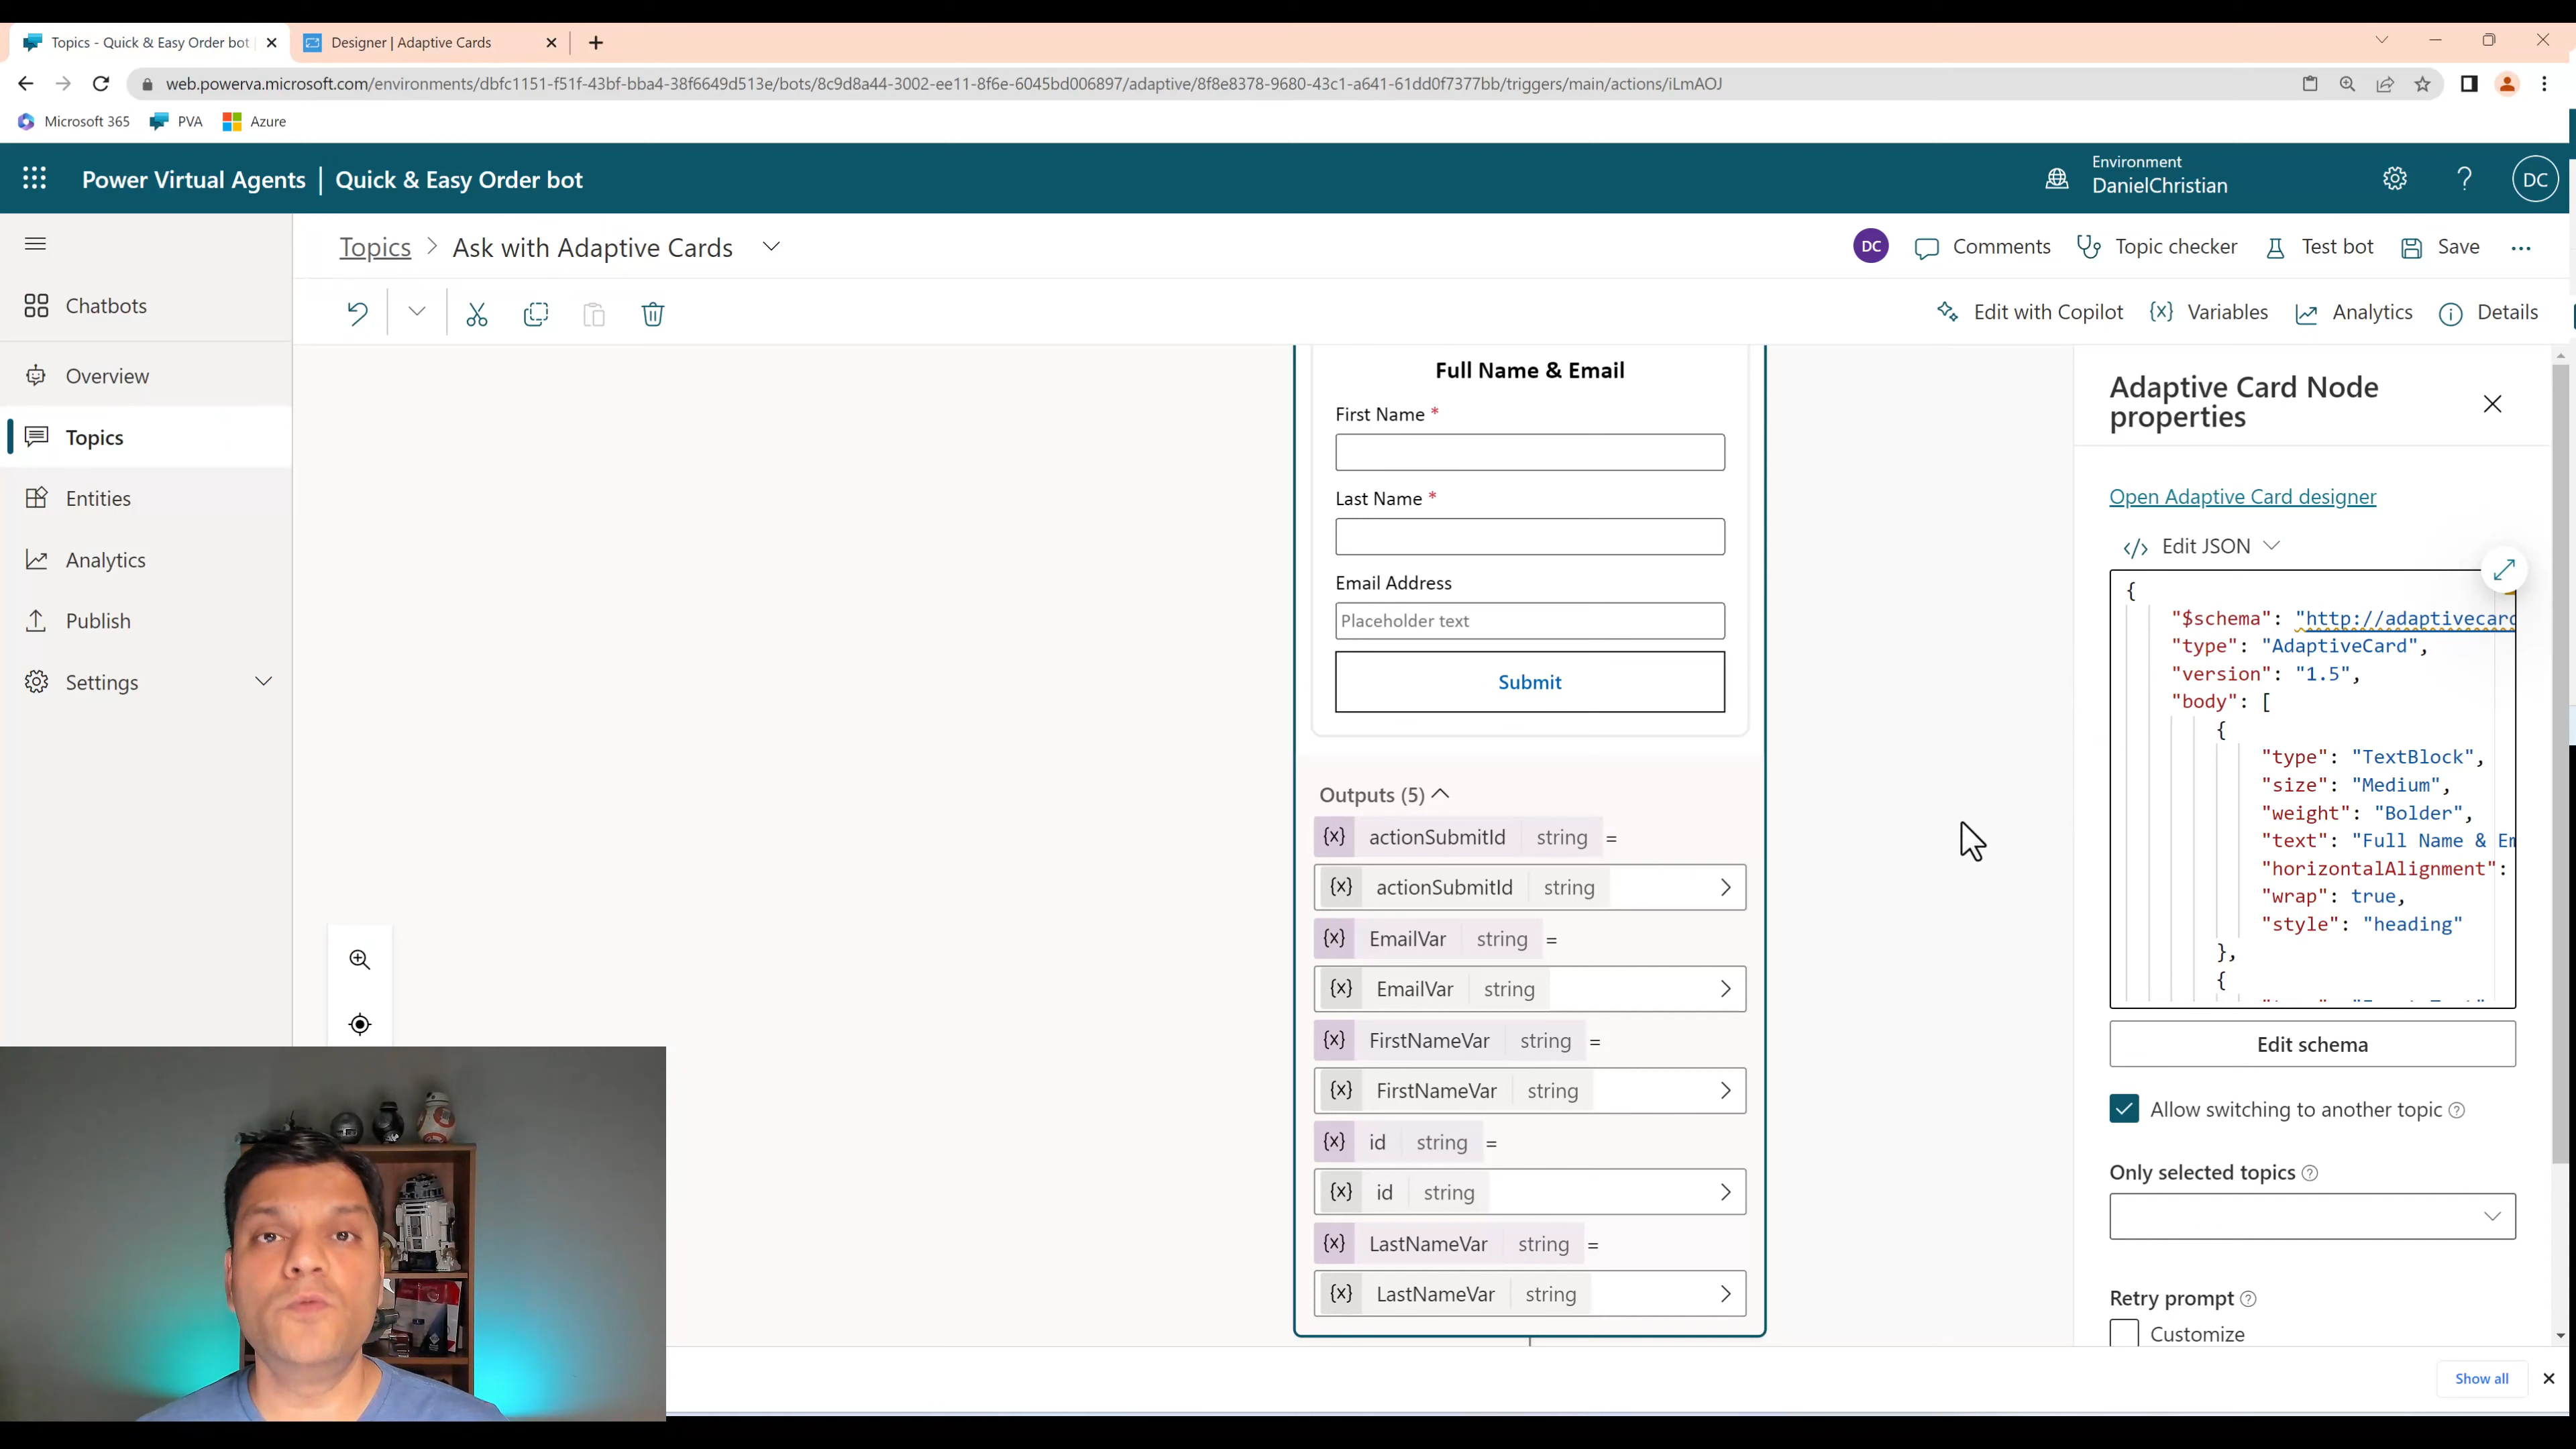 Topics - Quick & Easy Order bot
Designer | Adaptive Cards
web.powerva.microsoft.com/environments/dbfc1151-f51f-43bf-bba4-38f6649d513e/bots/8c9d8a44-3002-ee11-8f6e-6045bd006897/adaptive/8f8e8378-9680-43c1-a641-61dd0f7377bb/triggers/main/actions/iLmAOJ
Microsoft 365
PVA
Azure
Power Virtual Agents | Quick & Easy Order bot
Environment
DanielChristian
DC
Topics > Ask with Adaptive Cards
DC
Comments
Topic checker
Test bot
Save
Edit with Copilot
Variables
Analytics
Details
Chatbots
Overview
Topics
Entities
Analytics
Publish
Settings
Full Name & Email
First Name *
Last Name *
Email Address
Placeholder text
Submit
Outputs (5)
{x} actionSubmitId string =
{x} actionSubmitId string
{x} EmailVar string =
{x} EmailVar string
{x} FirstNameVar string =
{x} FirstNameVar string
{x} id string =
{x} id string
{x} LastNameVar string =
{x} LastNameVar string
Adaptive Card Node
properties
Open Adaptive Card designer
</> Edit JSON
{
"$schema": "http://adaptivecard
"type": "AdaptiveCard",
"version": "1.5",
"body": [
{
"type": "TextBlock",
"size": "Medium",
"weight": "Bolder",
"text": "Full Name & Em
"horizontalAlignment":
"wrap": true,
"style": "heading"
},
{
Edit schema
Allow switching to another topic
Only selected topics
Retry prompt
Customize
Show all